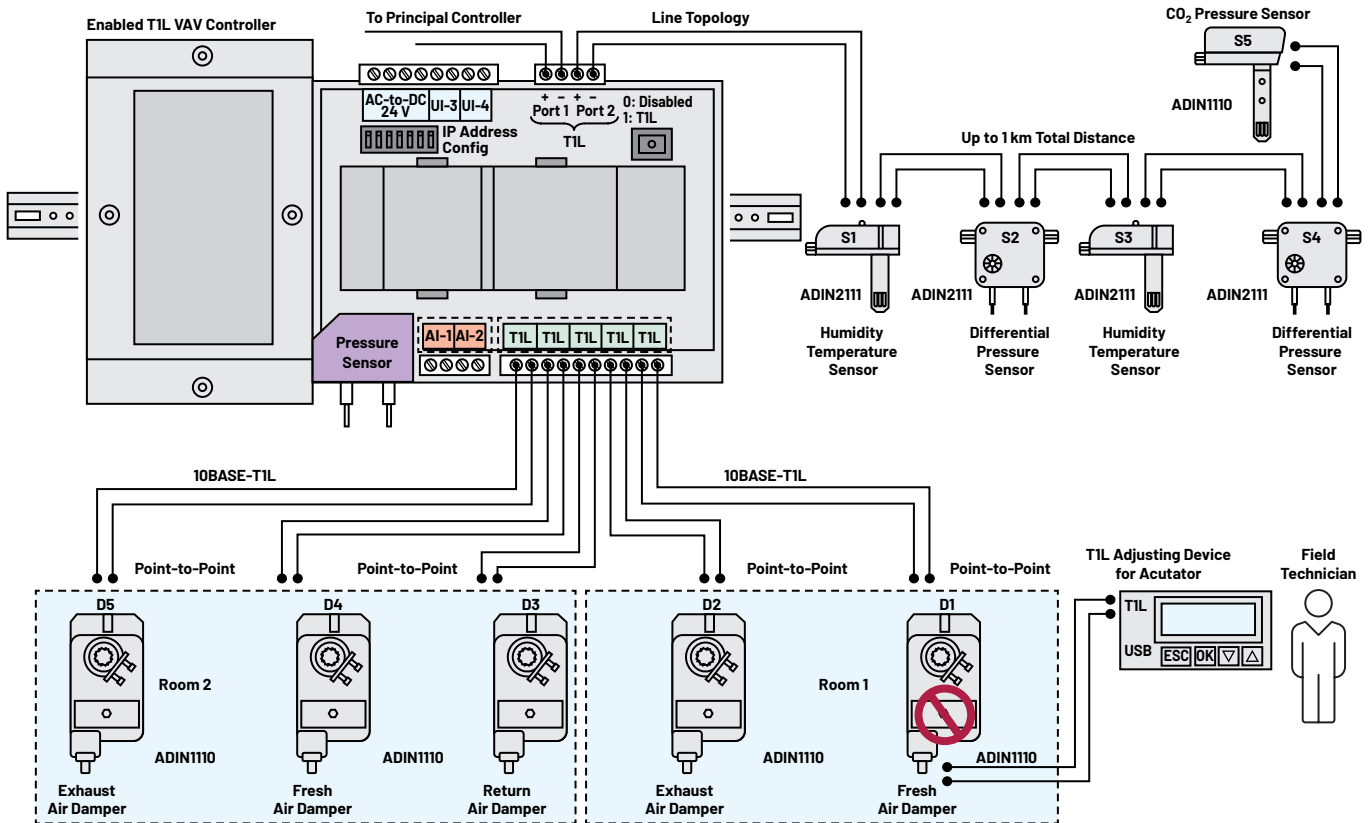 Enabled T1L VAV Controller
To Principal Controller
Line Topology
CO₂ Pressure Sensor
S5
ADIN1110
AC-to-DC
24 V
UI-3
UI-4
+ − + −
Port 1 Port 2
T1L
0: Disabled
1: T1L
IP Address
Config
Up to 1 km Total Distance
S1
S2
S3
S4
ADIN2111
ADIN2111
ADIN2111
ADIN2111
Humidity
Temperature
Sensor
Differential
Pressure
Sensor
Humidity
Temperature
Sensor
Differential
Pressure
Sensor
Pressure
Sensor
AI-1
AI-2
T1L
T1L
T1L
T1L
T1L
10BASE-T1L
10BASE-T1L
Point-to-Point
Point-to-Point
Point-to-Point
Point-to-Point
T1L Adjusting Device
for Acutator
Field
Technician
T1L
USB
ESC
OK
D5
D4
D3
D2
D1
Room 2
Room 1
ADIN1110
ADIN1110
ADIN1110
ADIN1110
Exhaust
Air Damper
Fresh
Air Damper
Return
Air Damper
Exhaust
Air Damper
Fresh
Air Damper